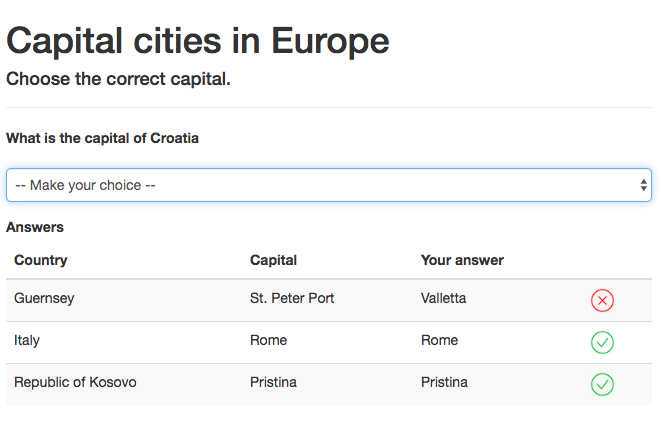 Capital cities in Europe
Choose the correct capital.
What is the capital of Croatia
-- Make your choice --
Answers
Country Capital Your answer
Guernsey St. Peter Port Valletta
Italy Rome Rome
Republic of Kosovo Pristina Pristina